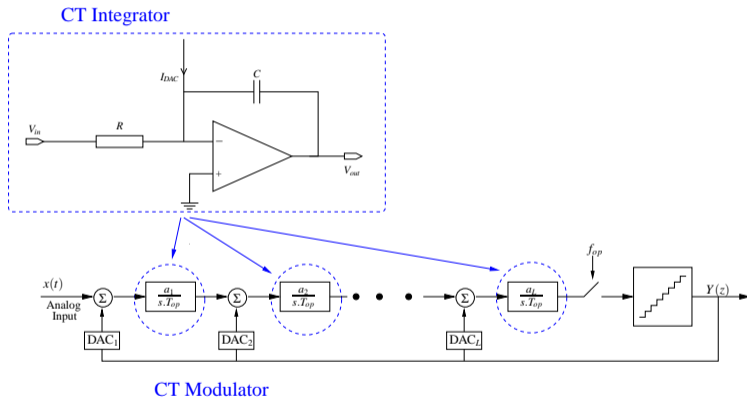 CT Integrator
I_DAC
C
V_in
R
−
+
V_out
f_op
x(t)
Analog
Input
Σ
a_1
s.T_op
Σ
a_2
s.T_op
Σ
a_L
s.T_op
Y(z)
DAC_1
DAC_2
DAC_L
CT Modulator